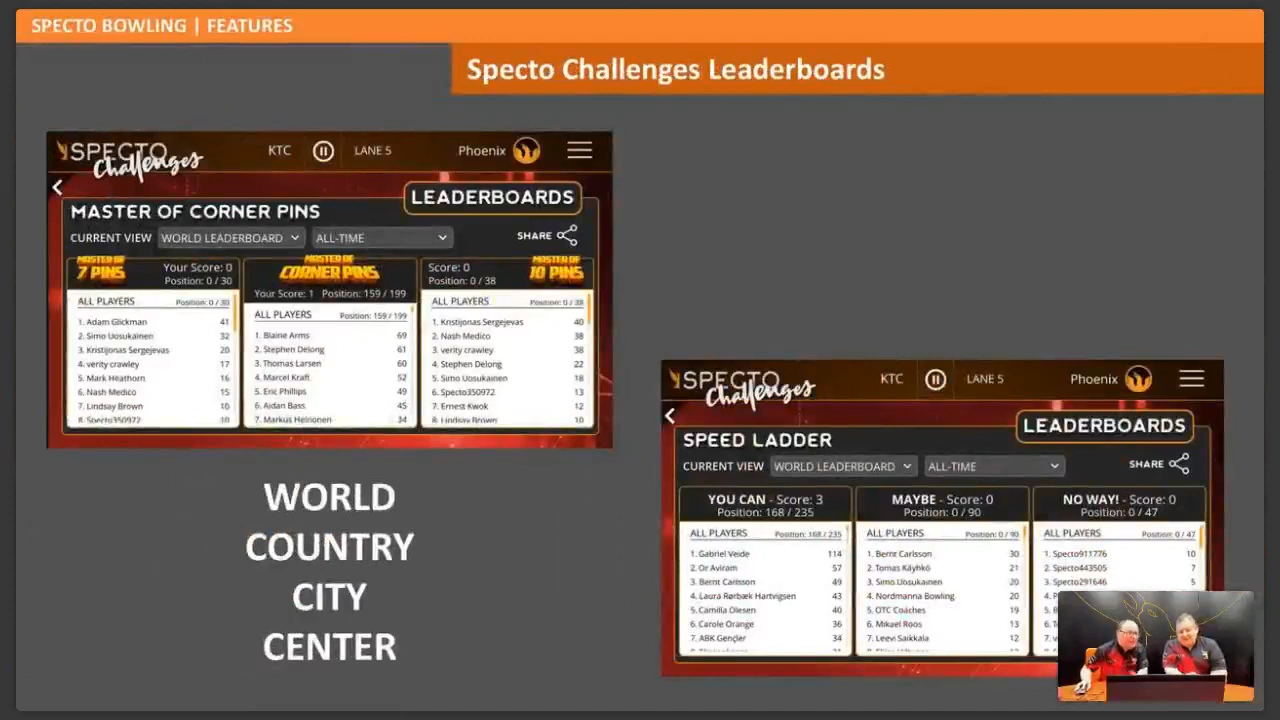 SPECTO BOWLING | FEATURES
Specto Challenges Leaderboards
SPECTO Challenges
KTC
LANE 5
Phoenix
LEADERBOARDS
MASTER OF CORNER PINS
CURRENT VIEW WORLD LEADERBOARD ALL-TIME SHARE
MASTER OF 7 PINS
Your Score: 0
Position: 0 / 30
ALL PLAYERS Position: 0 / 30
1. Adam Glickman 41
2. Simo Uosukainen 32
3. Kristijonas Sergejevas 20
4. verity crawley 17
5. Mark Heathorn 16
6. Nash Medico 15
7. Lindsay Brown 10
8. Specto350972 10
MASTER OF CORNER PINS
Your Score: 1 Position: 159 / 199
ALL PLAYERS Position: 159 / 199
1. Blaine Arms 69
2. Stephen Delong 61
3. Thomas Larsen 60
4. Marcel Kraft 52
5. Eric Phillips 49
6. Aidan Bass 45
7. Markus Heinonen 34
Score: 0
Position: 0 / 38
MASTER OF 10 PINS
ALL PLAYERS Position: 0 / 38
1. Kristijonas Sergejevas 40
2. Nash Medico 38
3. verity crawley 38
4. Stephen Delong 22
5. Simo Uosukainen 18
6. Specto350972 13
7. Ernest Kwok 12
8. Lindsay Brown 10
WORLD
COUNTRY
CITY
CENTER
SPECTO Challenges
KTC
LANE 5
Phoenix
LEADERBOARDS
SPEED LADDER
CURRENT VIEW WORLD LEADERBOARD ALL-TIME SHARE
YOU CAN - Score: 3
Position: 168 / 235
ALL PLAYERS Position: 168 / 235
1. Gabriel Veide 114
2. Or Aviram 57
3. Bernt Carlsson 49
4. Laura Rørbæk Hartvigsen 43
5. Camilla Olesen 40
6. Carole Orange 36
7. ABK Gençler 34
MAYBE - Score: 0
Position: 0 / 90
ALL PLAYERS Position: 0 / 90
1. Bernt Carlsson 30
2. Tomas Käyhkö 21
3. Simo Uosukainen 20
4. Nordmanna Bowling 20
5. OTC Coaches 19
6. Mikael Roos 13
7. Leevi Saikkala 12
NO WAY! - Score: 0
Position: 0 / 47
ALL PLAYERS Position: 0 / 47
1. Specto911776 10
2. Specto443505 7
3. Specto291646 5